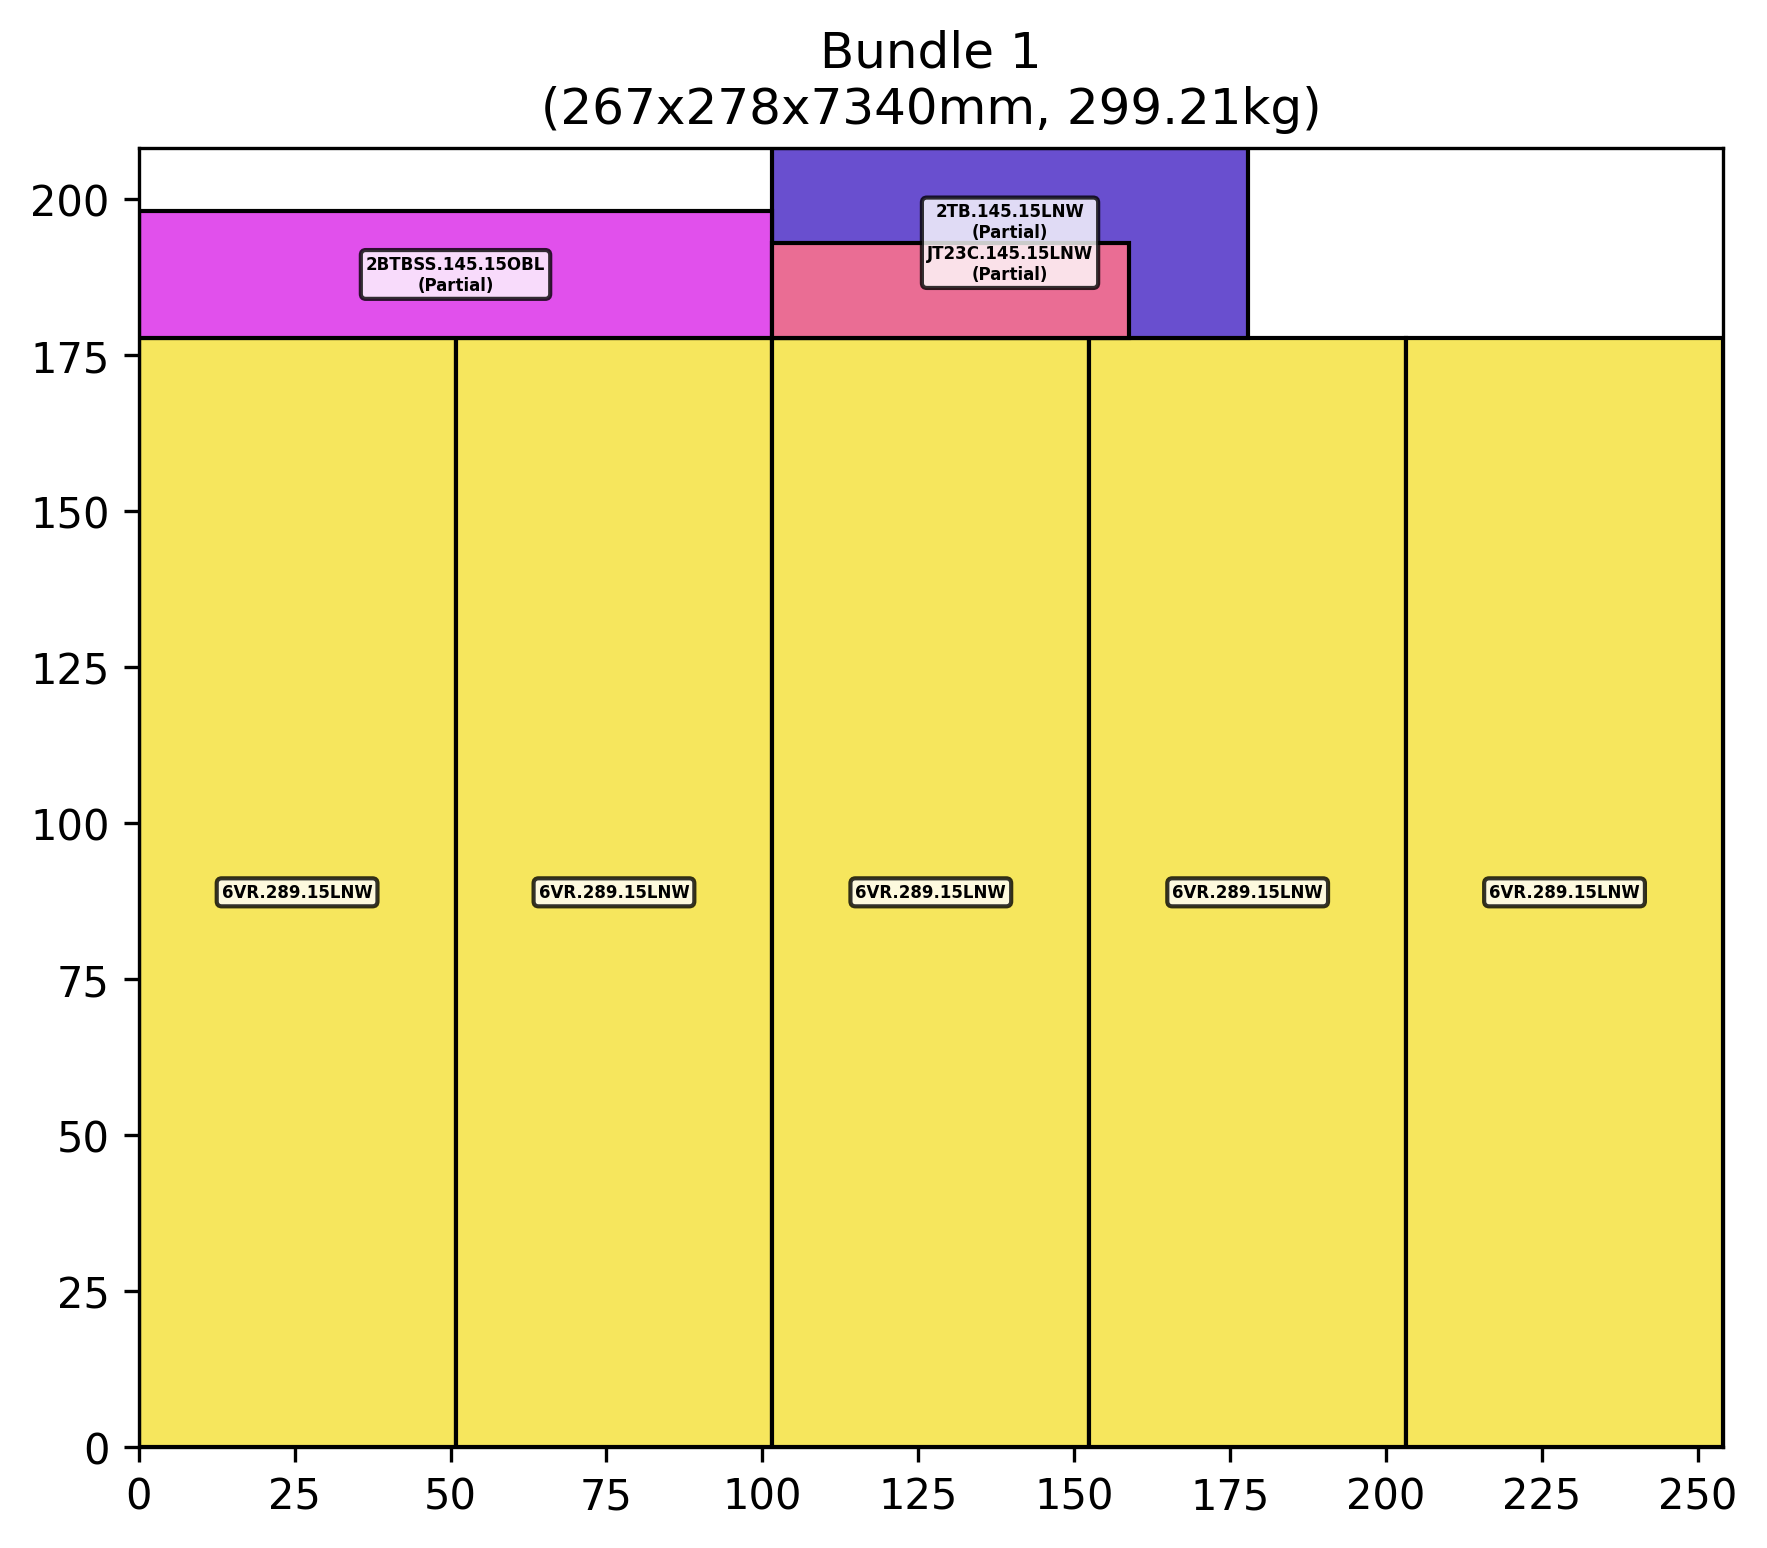 Bundle 1
(267x278x7340mm, 299.21kg)
200
175
150
125
100
75
50
25
0
2BTBSS.145.15OBL
(Partial)
2TB.145.15LNW
(Partial)
JT23C.145.15LNW
(Partial)
6VR.289.15LNW
6VR.289.15LNW
6VR.289.15LNW
6VR.289.15LNW
6VR.289.15LNW
0 25 50 75 100 125 150 175 200 225 250